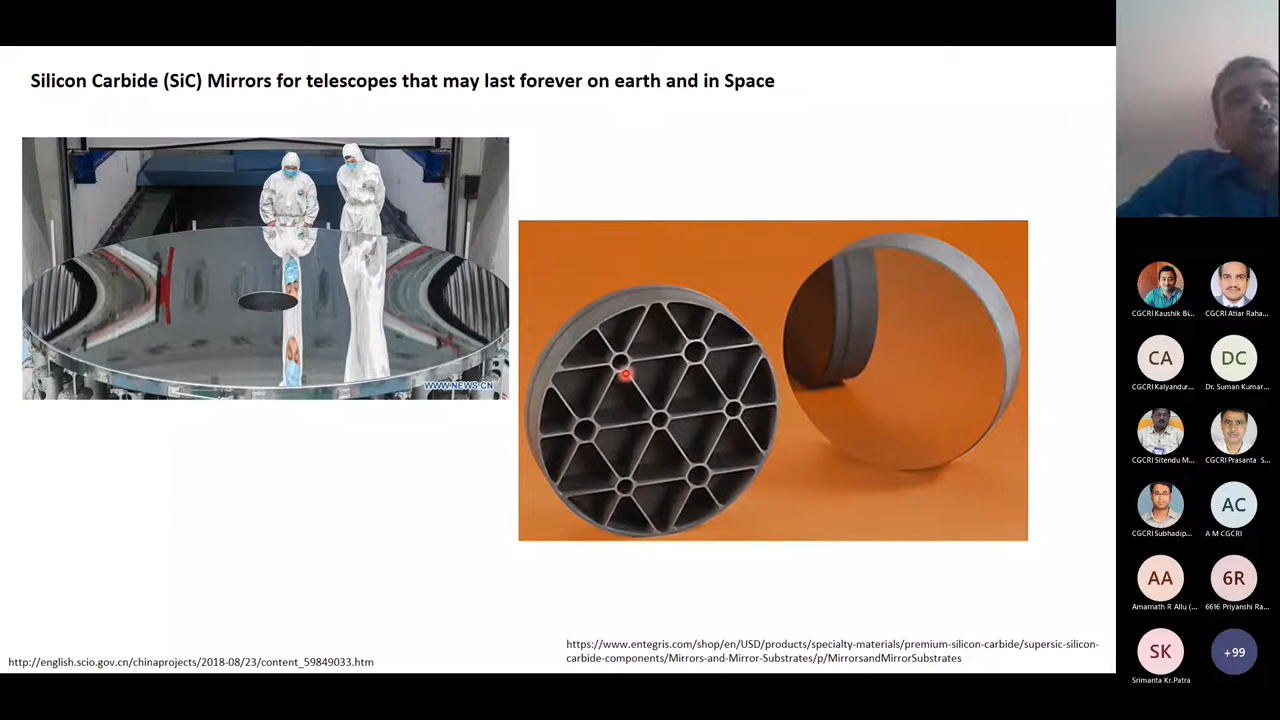 Silicon Carbide (SiC) Mirrors for telescopes that may last forever on earth and in Space
WWW.NEWS.CN
http://english.scio.gov.cn/chinaprojects/2018-08/23/content_59849033.htm
https://www.entegris.com/shop/en/USD/products/specialty-materials/premium-silicon-carbide/supersic-silicon-
carbide-components/Mirrors-and-Mirror-Substrates/p/MirrorsandMirrorSubstrates
CGCRI Kaushik Bi...
CGCRI Atiar Raha...
CA
DC
CGCRI Kalyandur...
Dr. Suman Kumar...
CGCRI Sitendu M...
CGCRI Prasanta S...
AC
CGCRI Subhadip...
A M CGCRI
AA
6R
Amarnath R Allu (...
6616 Priyanshi Ra...
SK
+99
Srimanta Kr.Patra